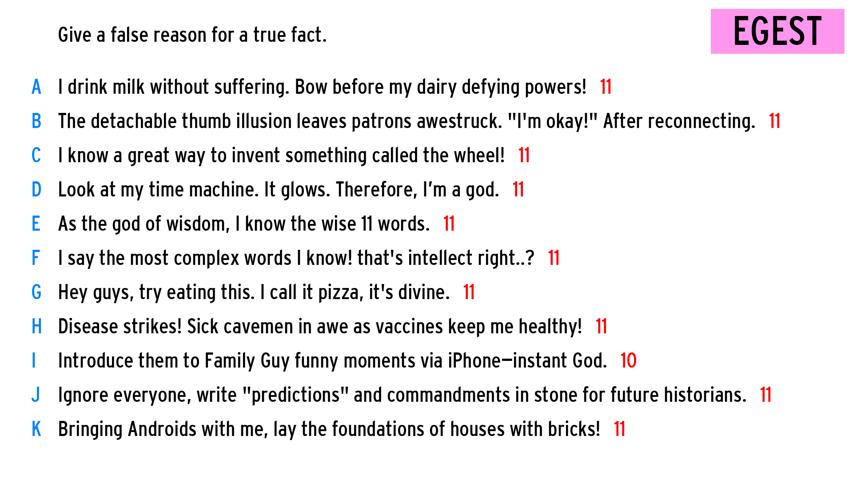 Give a false reason for a true fact.
EGEST
A I drink milk without suffering. Bow before my dairy defying powers! 11
B The detachable thumb illusion leaves patrons awestruck. "I'm okay!" After reconnecting. 11
C I know a great way to invent something called the wheel! 11
D Look at my time machine. It glows. Therefore, I’m a god. 11
E As the god of wisdom, I know the wise 11 words. 11
F I say the most complex words I know! that's intellect right..? 11
G Hey guys, try eating this. I call it pizza, it's divine. 11
H Disease strikes! Sick cavemen in awe as vaccines keep me healthy! 11
I Introduce them to Family Guy funny moments via iPhone—instant God. 10
J Ignore everyone, write "predictions" and commandments in stone for future historians. 11
K Bringing Androids with me, lay the foundations of houses with bricks! 11